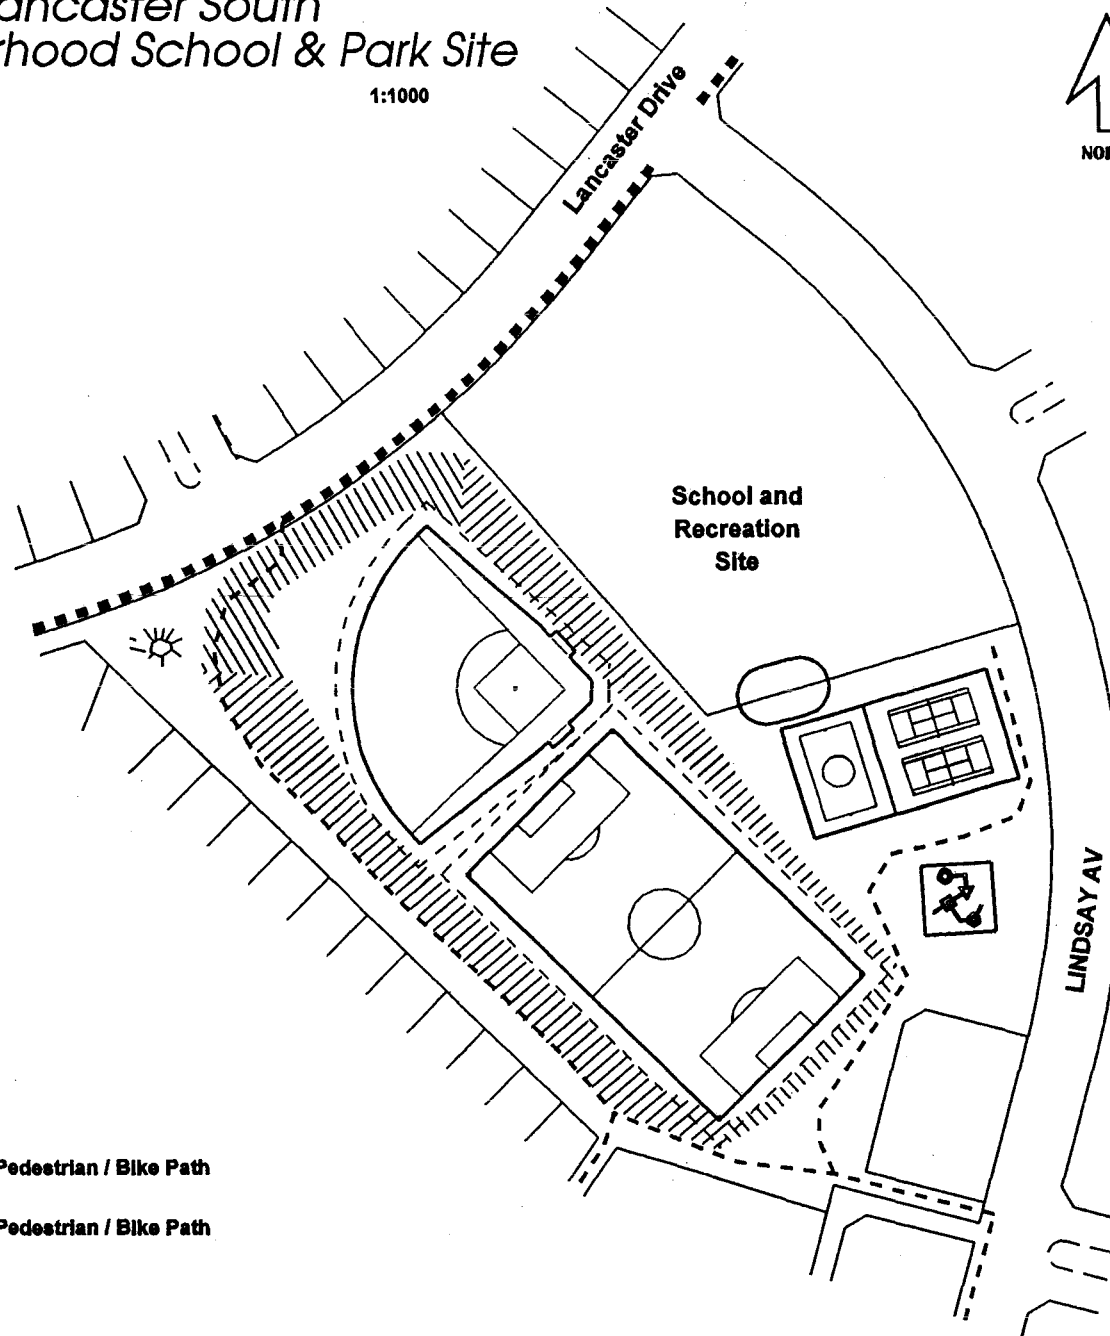 ancaster South
rhood School & Park Site
1:1000
Lancaster Drive
NOR
School and
Recreation
Site
LINDSAY AV
Pedestrian / Bike Path
Pedestrian / Bike Path